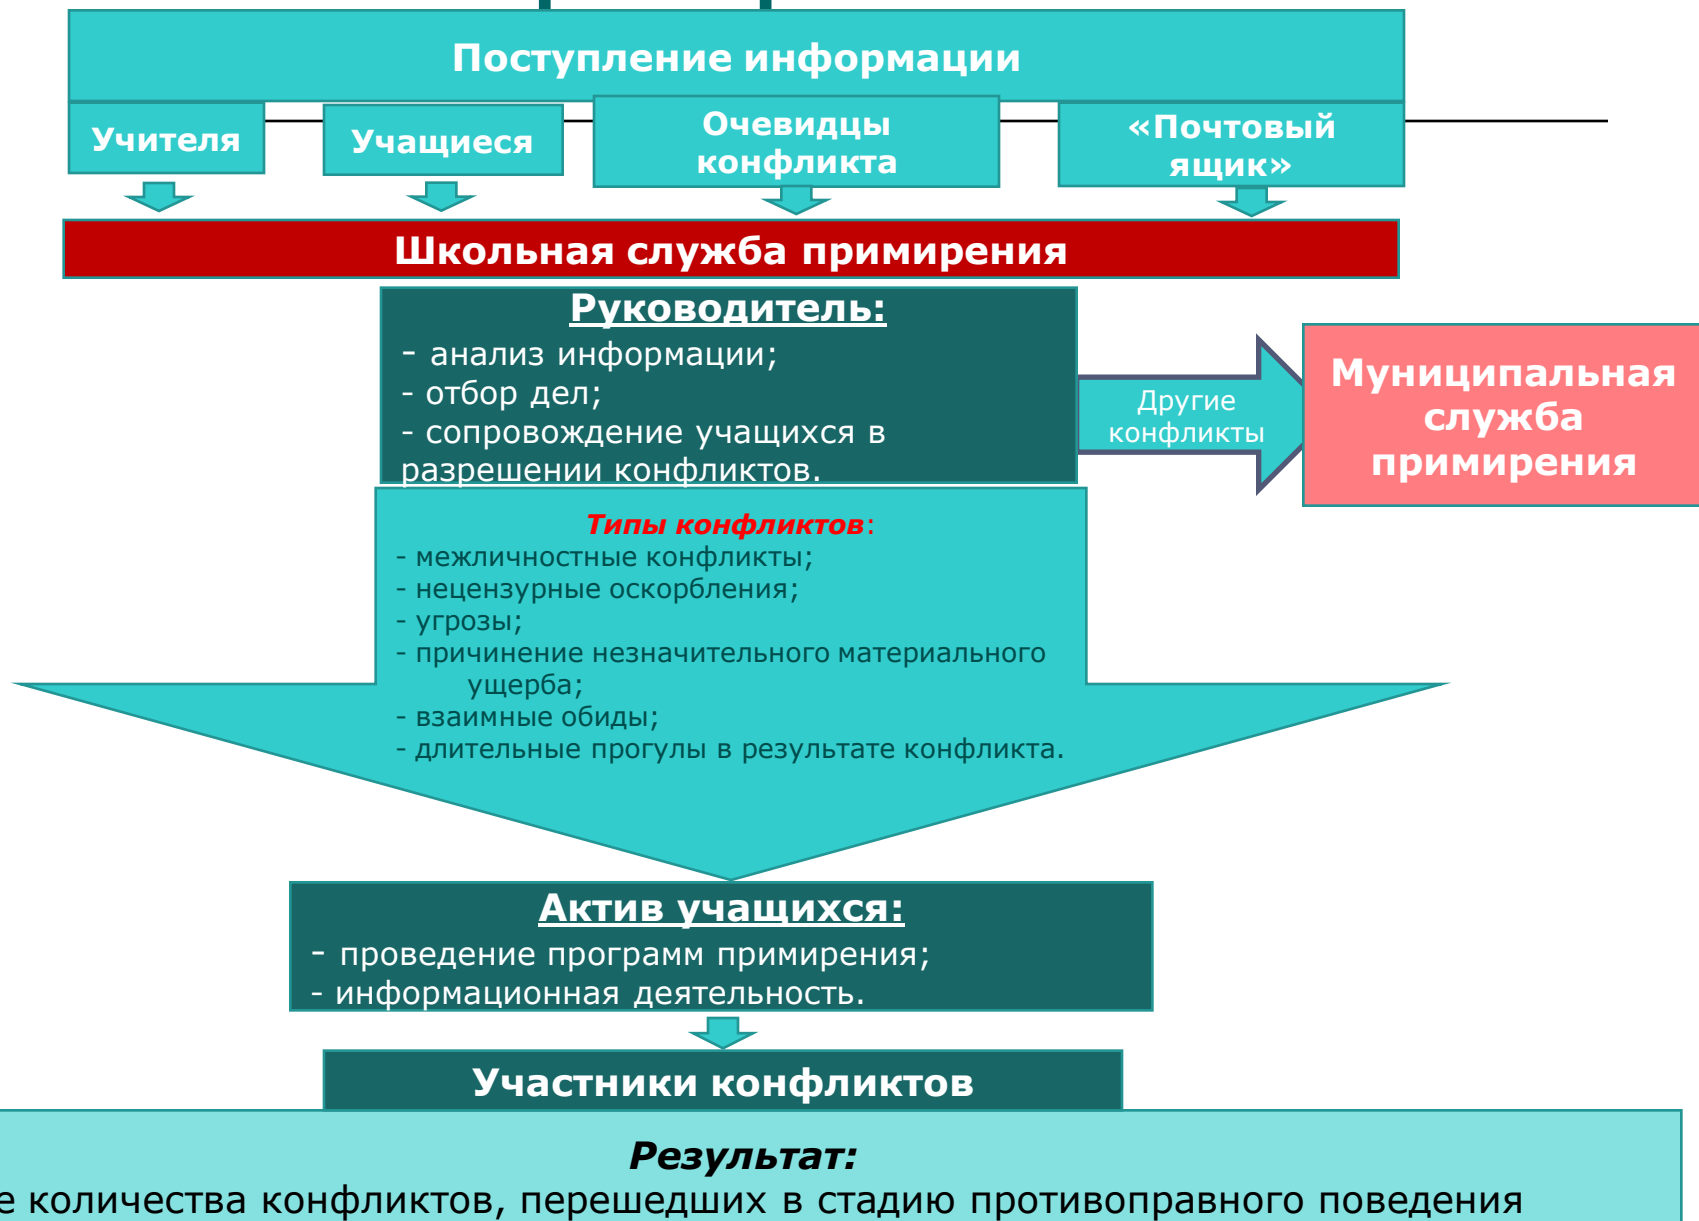 Поступление информации
Учителя
Учащиеся
Очевидцы
конфликта
«Почтовый
ящик»
Школьная служба примирения
Руководитель:
- анализ информации;
- отбор дел;
- сопровождение учащихся в
разрешении конфликтов.
Другие
конфликты
Муниципальная
служба
примирения
Типы конфликтов:
- межличностные конфликты;
- нецензурные оскорбления;
- угрозы;
- причинение незначительного материального
ущерба;
- взаимные обиды;
- длительные прогулы в результате конфликта.
Актив учащихся:
- проведение программ примирения;
- информационная деятельность.
Участники конфликтов
Результат:
е количества конфликтов, перешедших в стадию противоправного поведения